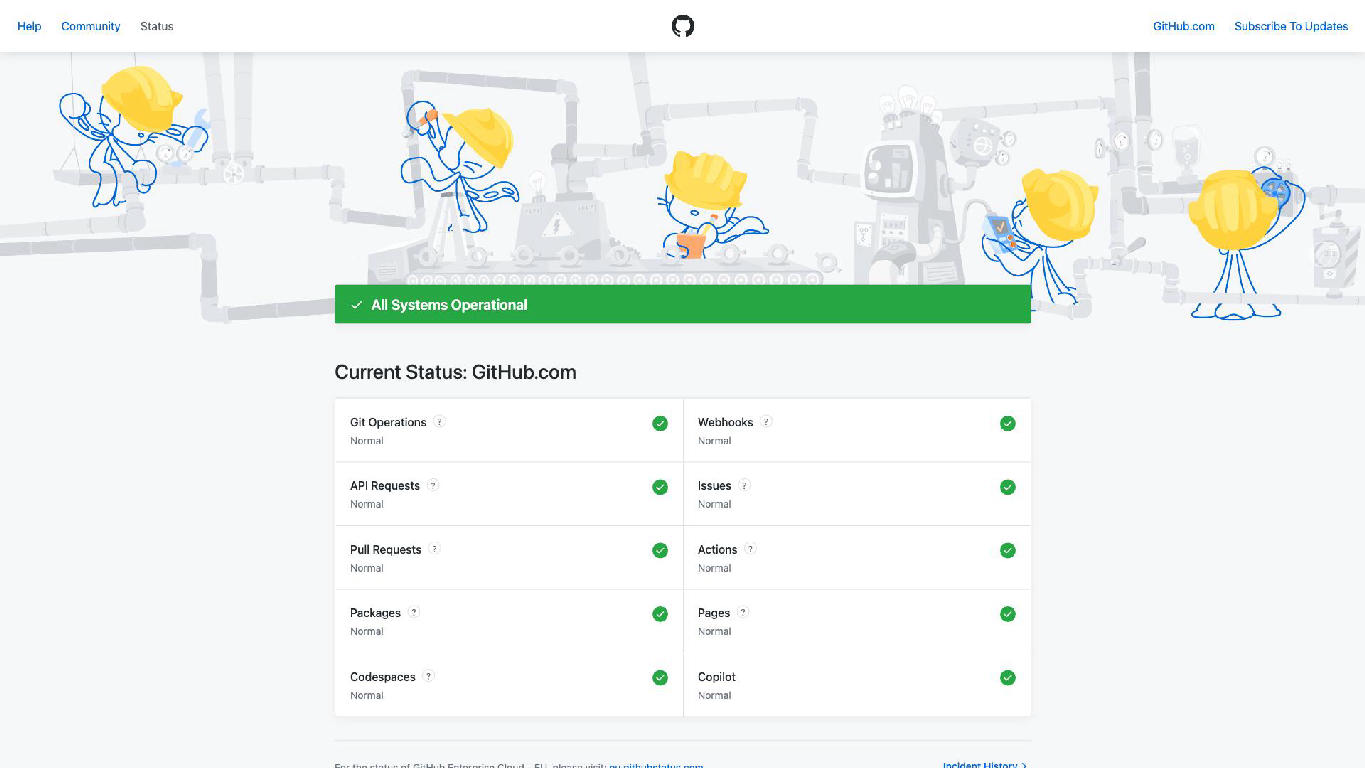 Help Community Status GitHub.com Subscribe To Updates
All Systems Operational
Current Status: GitHub.com
Git Operations ?
Normal
Webhooks ?
Normal
API Requests ?
Normal
Issues ?
Normal
Pull Requests ?
Normal
Actions ?
Normal
Packages ?
Normal
Pages ?
Normal
Codespaces ?
Normal
Copilot
Normal
For the status of GitHub Enterprise Cloud - EU, please visit: eu.githubstatus.com
Incident History